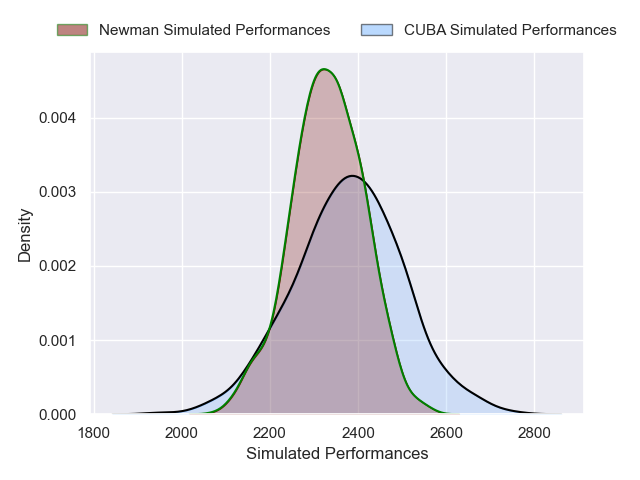 Newman Simulated Performances CUBA Simulated Performances
0.004
0.003
0.002
0.001
0.000
Density
1800 2000 2200 2400 2600 2800
Simulated Performances